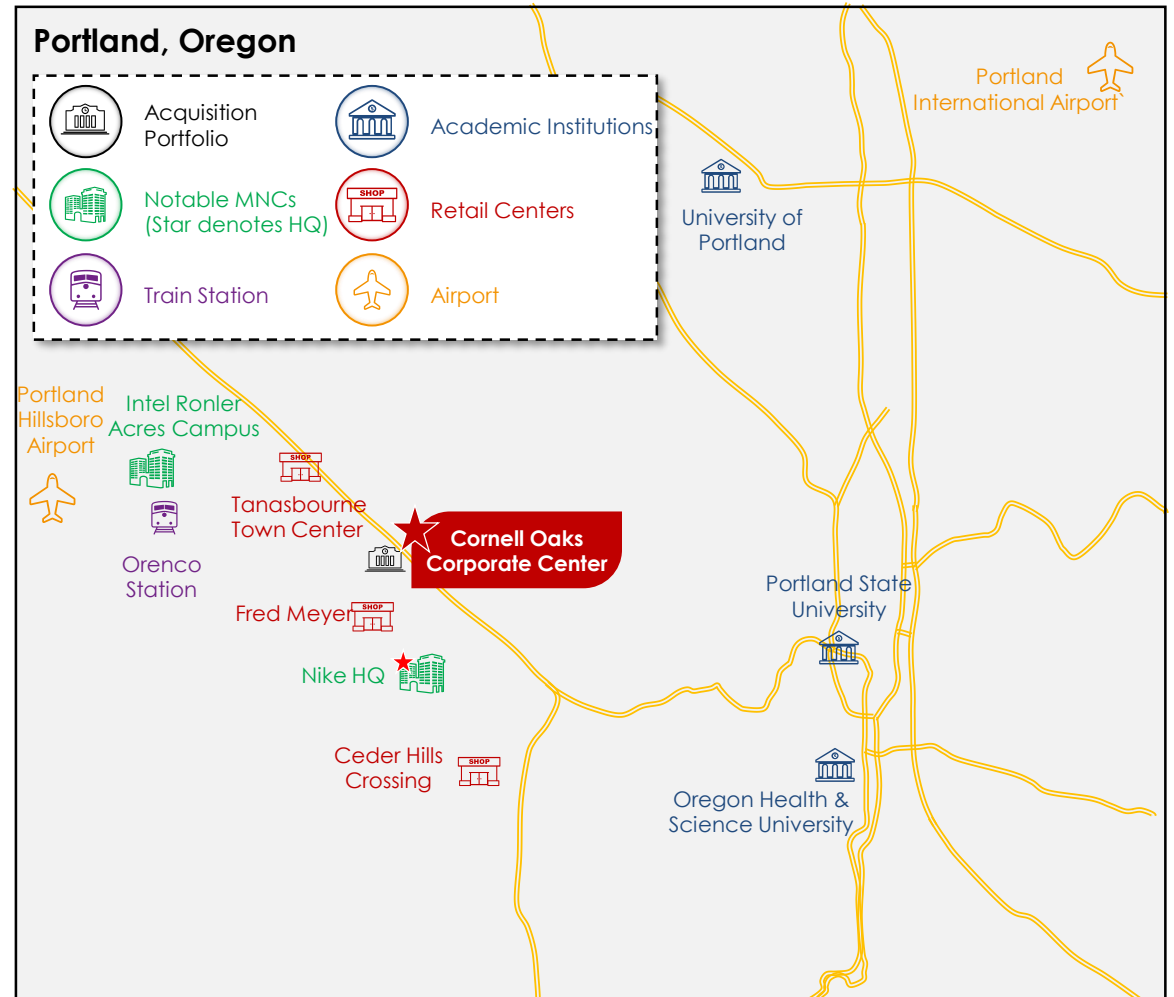 Portland, Oregon
Acquisition
Portfolio
Academic Institutions
Notable MNCs
(Star denotes HQ)
SHOP
Retail Centers
Train Station
Airport
Portland
International Airport`
University of
Portland
Portland
Hillsboro
Airport
Intel Ronler
Acres Campus
SHOP
Tanasbourne
Town Center
Orenco
Station
Cornell Oaks
Corporate Center
Fred Meyer
SHOP
Portland State
University
Nike HQ
Ceder Hills
Crossing
SHOP
Oregon Health &
Science University